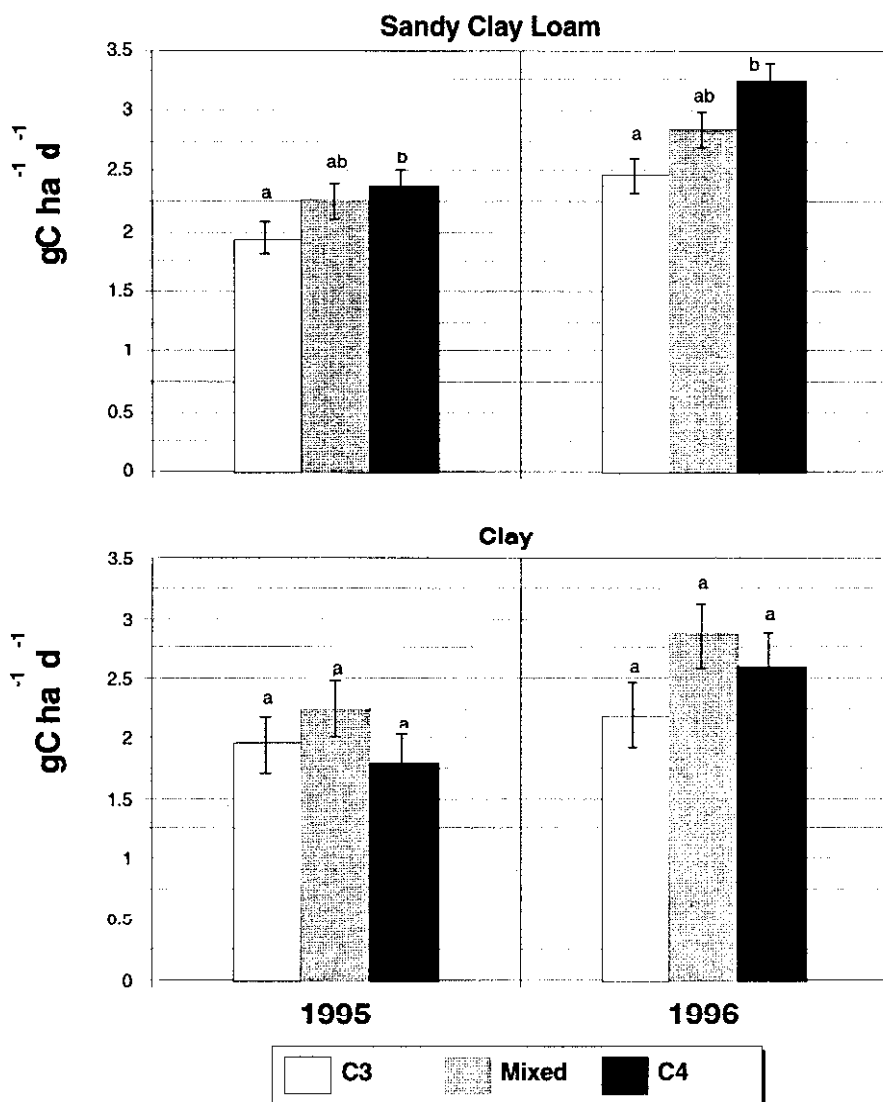 Sandy Clay Loam
gC ha⁻¹ d⁻¹
3.5
3
2.5
2
1.5
1
0.5
0
a
ab
b
a
ab
b
Clay
gC ha⁻¹ d⁻¹
3.5
3
2.5
2
1.5
1
0.5
0
a
a
a
a
a
a
1995
1996
C3
Mixed
C4